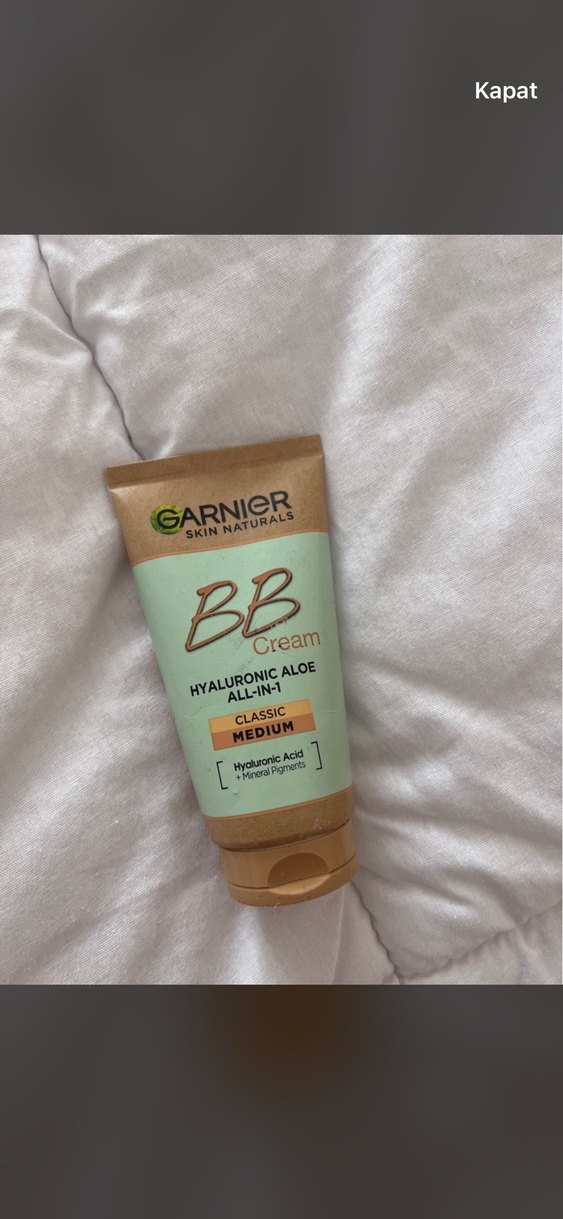 Kapat
GARNIER
SKIN NATURALS
BB
Cream
HYALURONIC ALOE
ALL-IN-1
CLASSIC
MEDIUM
Hyaluronic Acid
+ Mineral Pigments